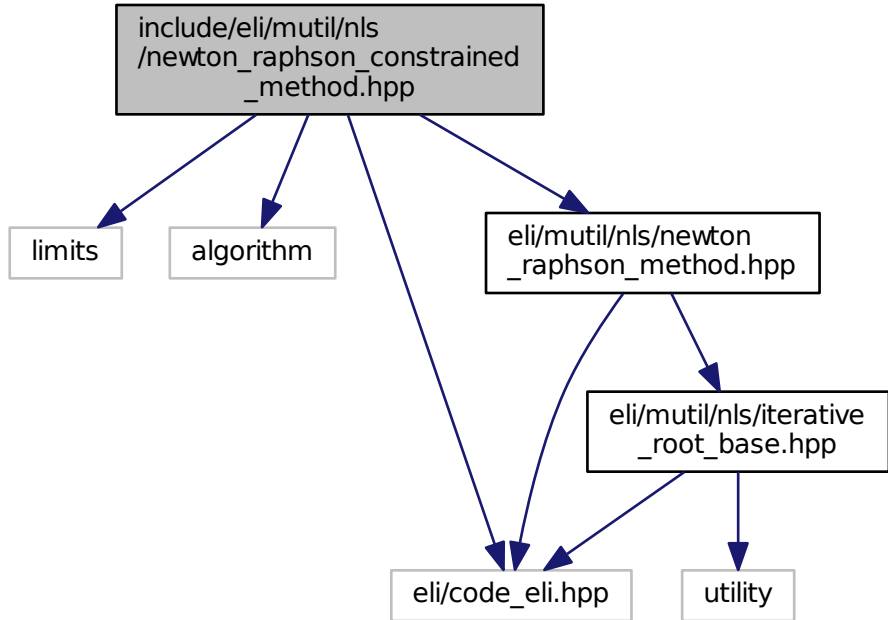 include/eli/mutil/nls
/newton_raphson_constrained
_method.hpp
limits
algorithm
eli/mutil/nls/newton
_raphson_method.hpp
eli/mutil/nls/iterative
_root_base.hpp
eli/code_eli.hpp
utility